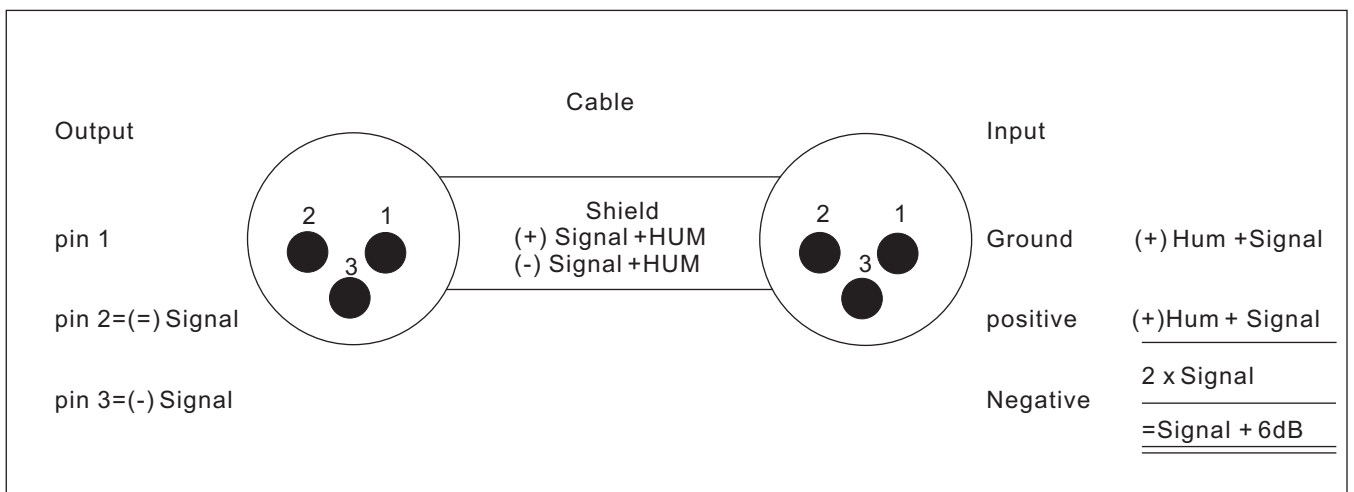 Cable
Output
Input
2 1
3
Shield
(+) Signal +HUM
(-) Signal +HUM
2 1
3
pin 1
Ground (+) Hum +Signal
pin 2=(=) Signal
positive (+)Hum + Signal
2 x Signal
pin 3=(-) Signal
Negative
=Signal + 6dB